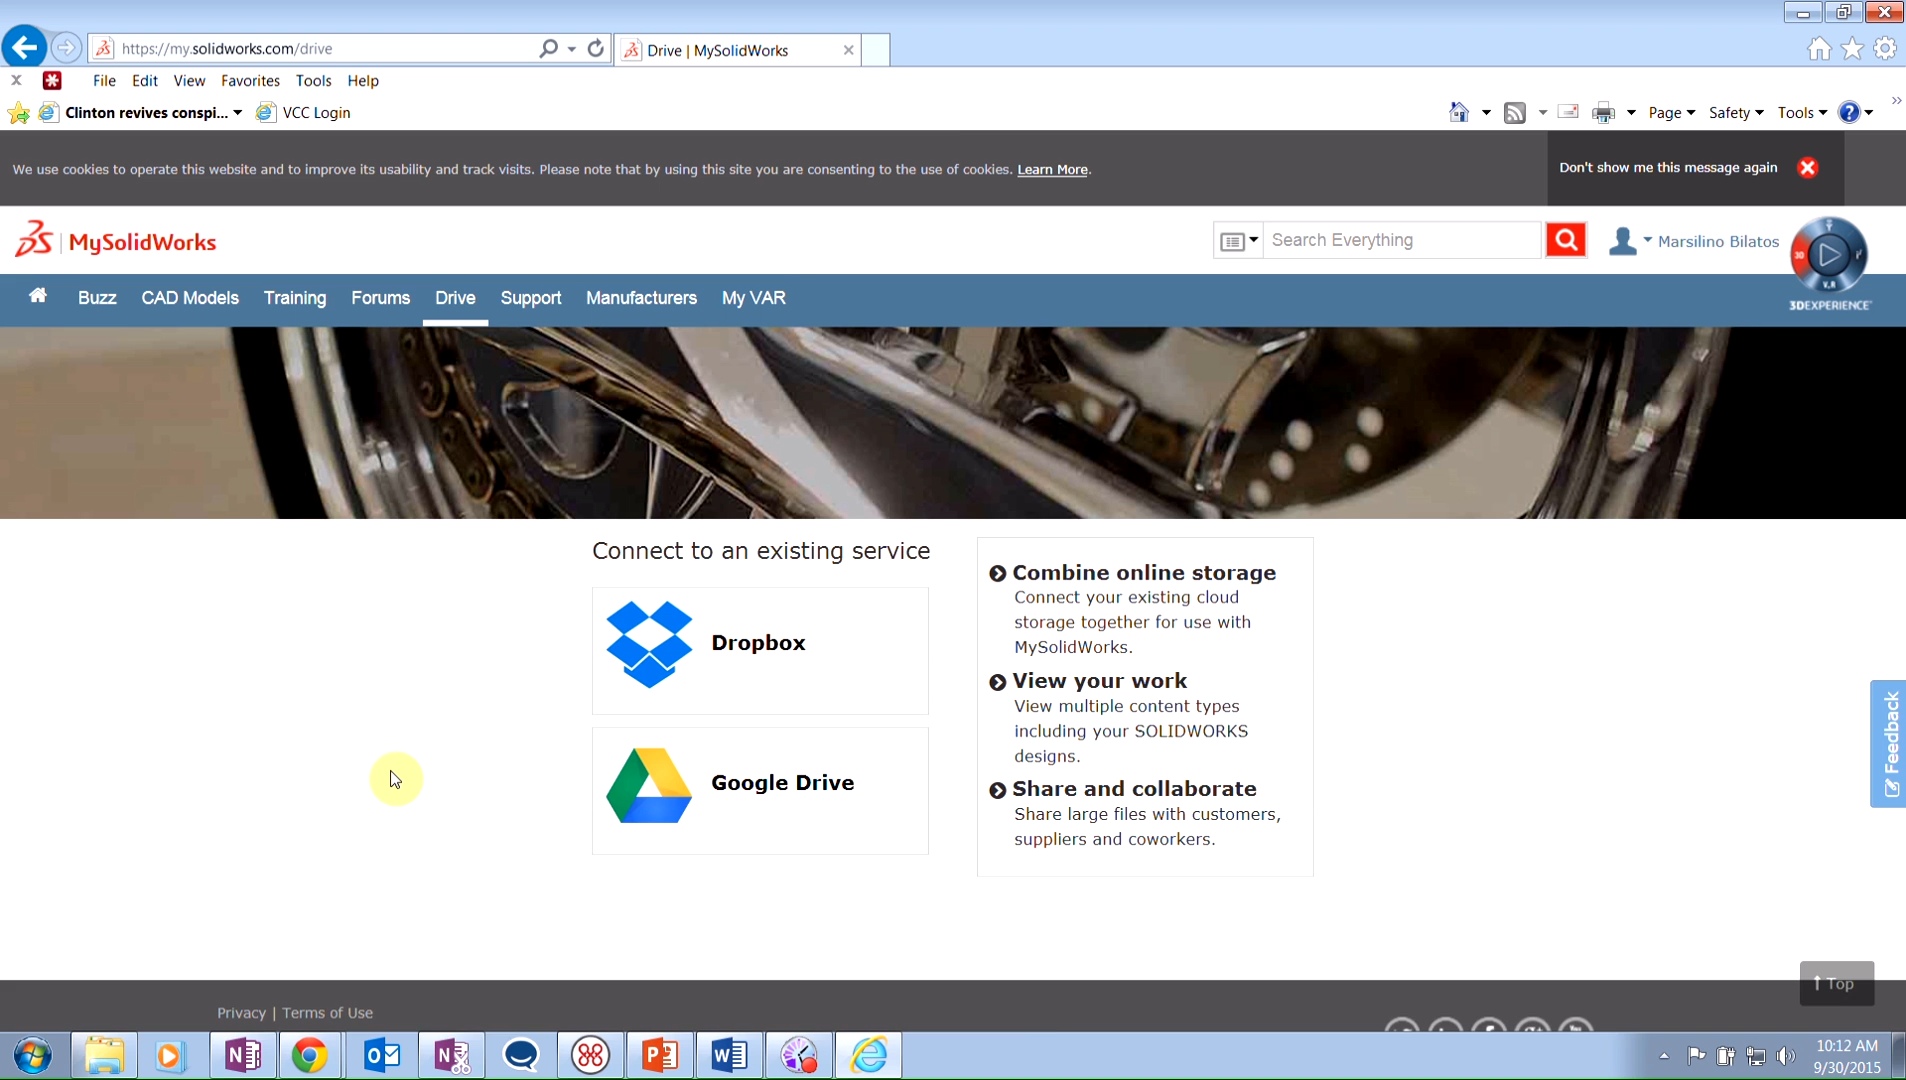 https://my.solidworks.com/drive
Drive | MySolidWorks
File Edit View Favorites Tools Help
Clinton revives conspi... VCC Login
Page Safety Tools
We use cookies to operate this website and to improve its usability and track visits. Please note that by using this site you are consenting to the use of cookies. Learn More.
Don't show me this message again
MySolidWorks
Search Everything
Marsilino Bilatos
3D
V,R
3DEXPERIENCE
Buzz CAD Models Training Forums Drive Support Manufacturers My VAR
Connect to an existing service
Dropbox
Google Drive
Combine online storage
Connect your existing cloud
storage together for use with
MySolidWorks.
View your work
View multiple content types
including your SOLIDWORKS
designs.
Share and collaborate
Share large files with customers,
suppliers and coworkers.
Feedback
Top
Privacy | Terms of Use
10:12 AM
9/30/2015